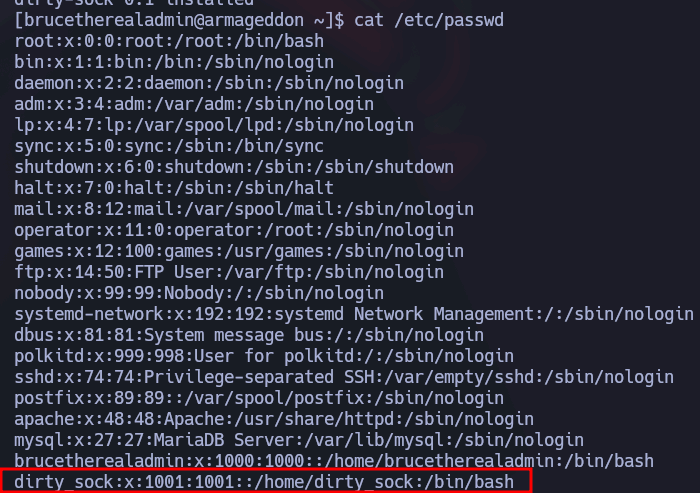 dirty-sock 0.1 installed
[brucetherealadmin@armageddon ~]$ cat /etc/passwd
root:x:0:0:root:/root:/bin/bash
bin:x:1:1:bin:/bin:/sbin/nologin
daemon:x:2:2:daemon:/sbin:/sbin/nologin
adm:x:3:4:adm:/var/adm:/sbin/nologin
lp:x:4:7:lp:/var/spool/lpd:/sbin/nologin
sync:x:5:0:sync:/sbin:/bin/sync
shutdown:x:6:0:shutdown:/sbin:/sbin/shutdown
halt:x:7:0:halt:/sbin:/sbin/halt
mail:x:8:12:mail:/var/spool/mail:/sbin/nologin
operator:x:11:0:operator:/root:/sbin/nologin
games:x:12:100:games:/usr/games:/sbin/nologin
ftp:x:14:50:FTP User:/var/ftp:/sbin/nologin
nobody:x:99:99:Nobody:/:/sbin/nologin
systemd-network:x:192:192:systemd Network Management:/:/sbin/nologin
dbus:x:81:81:System message bus:/:/sbin/nologin
polkitd:x:999:998:User for polkitd:/:/sbin/nologin
sshd:x:74:74:Privilege-separated SSH:/var/empty/sshd:/sbin/nologin
postfix:x:89:89::/var/spool/postfix:/sbin/nologin
apache:x:48:48:Apache:/usr/share/httpd:/sbin/nologin
mysql:x:27:27:MariaDB Server:/var/lib/mysql:/sbin/nologin
brucetherealadmin:x:1000:1000::/home/brucetherealadmin:/bin/bash
dirty_sock:x:1001:1001::/home/dirty_sock:/bin/bash